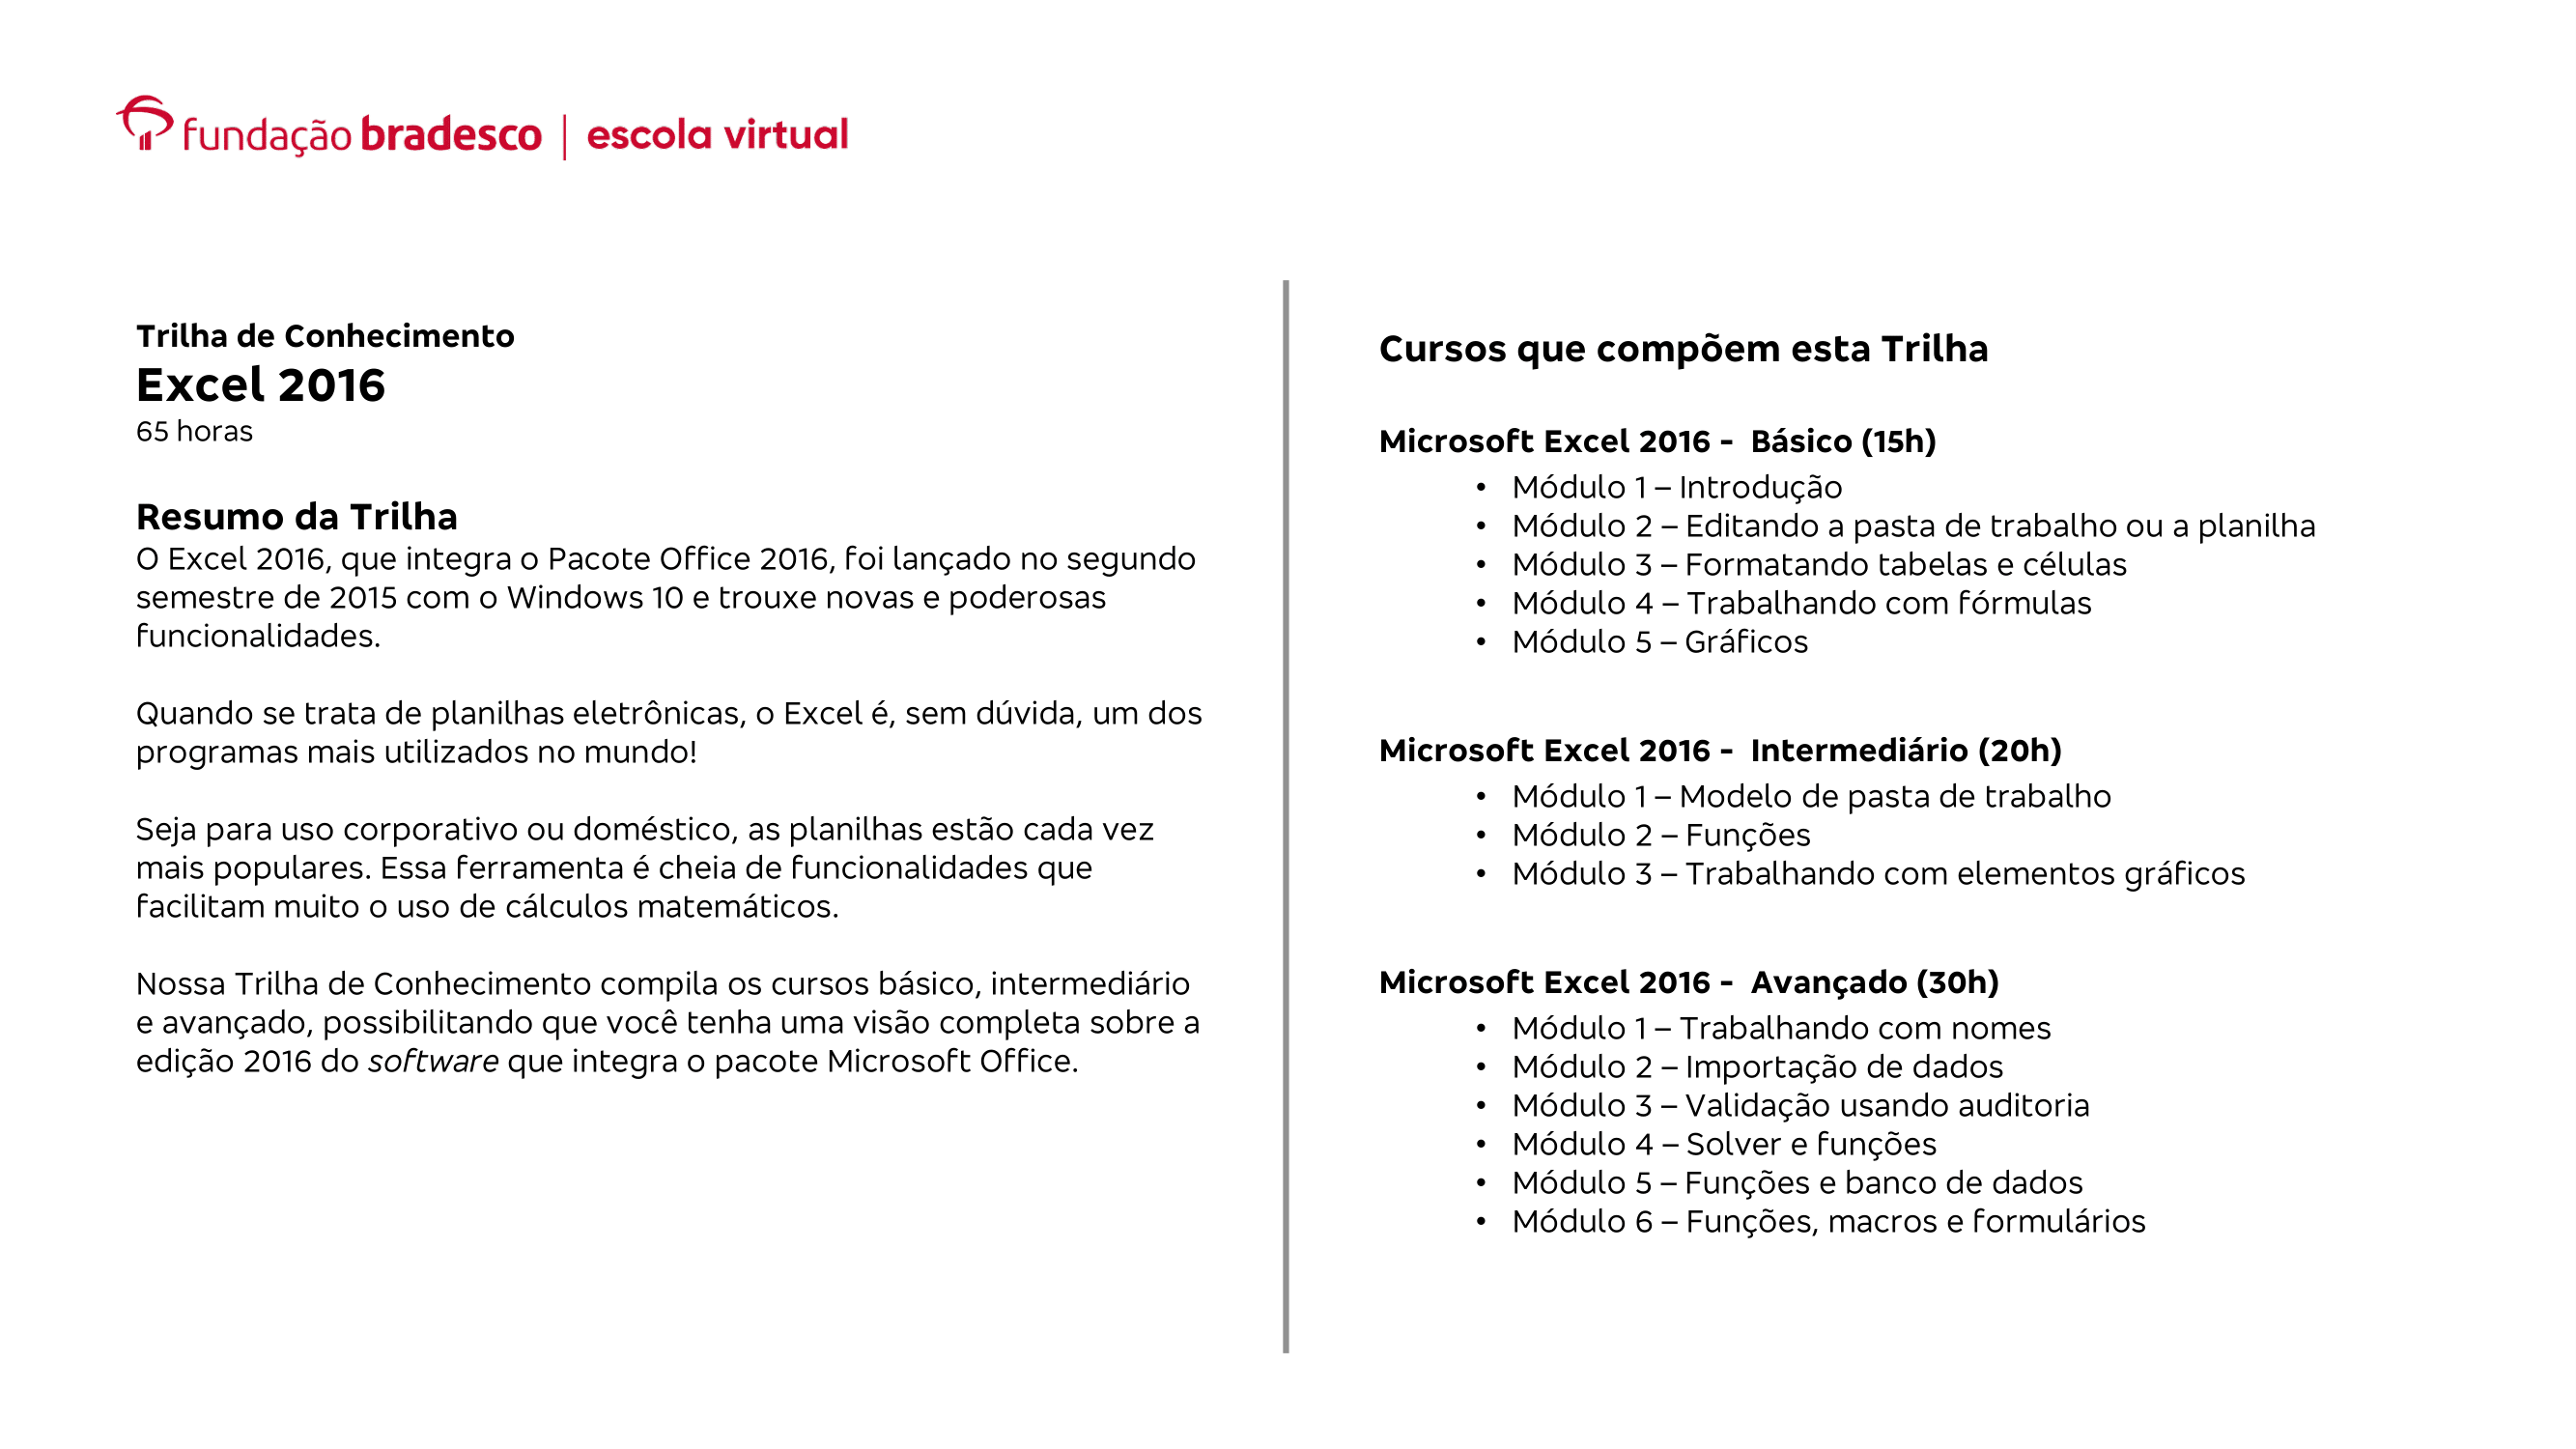 fundação bradesco | escola virtual
Trilha de Conhecimento
Excel 2016
65 horas
Resumo da Trilha
O Excel 2016, que integra o Pacote Office 2016, foi lançado no segundo
semestre de 2015 com o Windows 10 e trouxe novas e poderosas
funcionalidades.
Quando se trata de planilhas eletrônicas, o Excel é, sem dúvida, um dos
programas mais utilizados no mundo!
Seja para uso corporativo ou doméstico, as planilhas estão cada vez
mais populares. Essa ferramenta é cheia de funcionalidades que
facilitam muito o uso de cálculos matemáticos.
Nossa Trilha de Conhecimento compila os cursos básico, intermediário
e avançado, possibilitando que você tenha uma visão completa sobre a
edição 2016 do software que integra o pacote Microsoft Office.
Cursos que compõem esta Trilha
Microsoft Excel 2016 - Básico (15h)
• Módulo 1 – Introdução
• Módulo 2 – Editando a pasta de trabalho ou a planilha
• Módulo 3 – Formatando tabelas e células
• Módulo 4 – Trabalhando com fórmulas
• Módulo 5 – Gráficos
Microsoft Excel 2016 - Intermediário (20h)
• Módulo 1 – Modelo de pasta de trabalho
• Módulo 2 – Funções
• Módulo 3 – Trabalhando com elementos gráficos
Microsoft Excel 2016 - Avançado (30h)
• Módulo 1 – Trabalhando com nomes
• Módulo 2 – Importação de dados
• Módulo 3 – Validação usando auditoria
• Módulo 4 – Solver e funções
• Módulo 5 – Funções e banco de dados
• Módulo 6 – Funções, macros e formulários